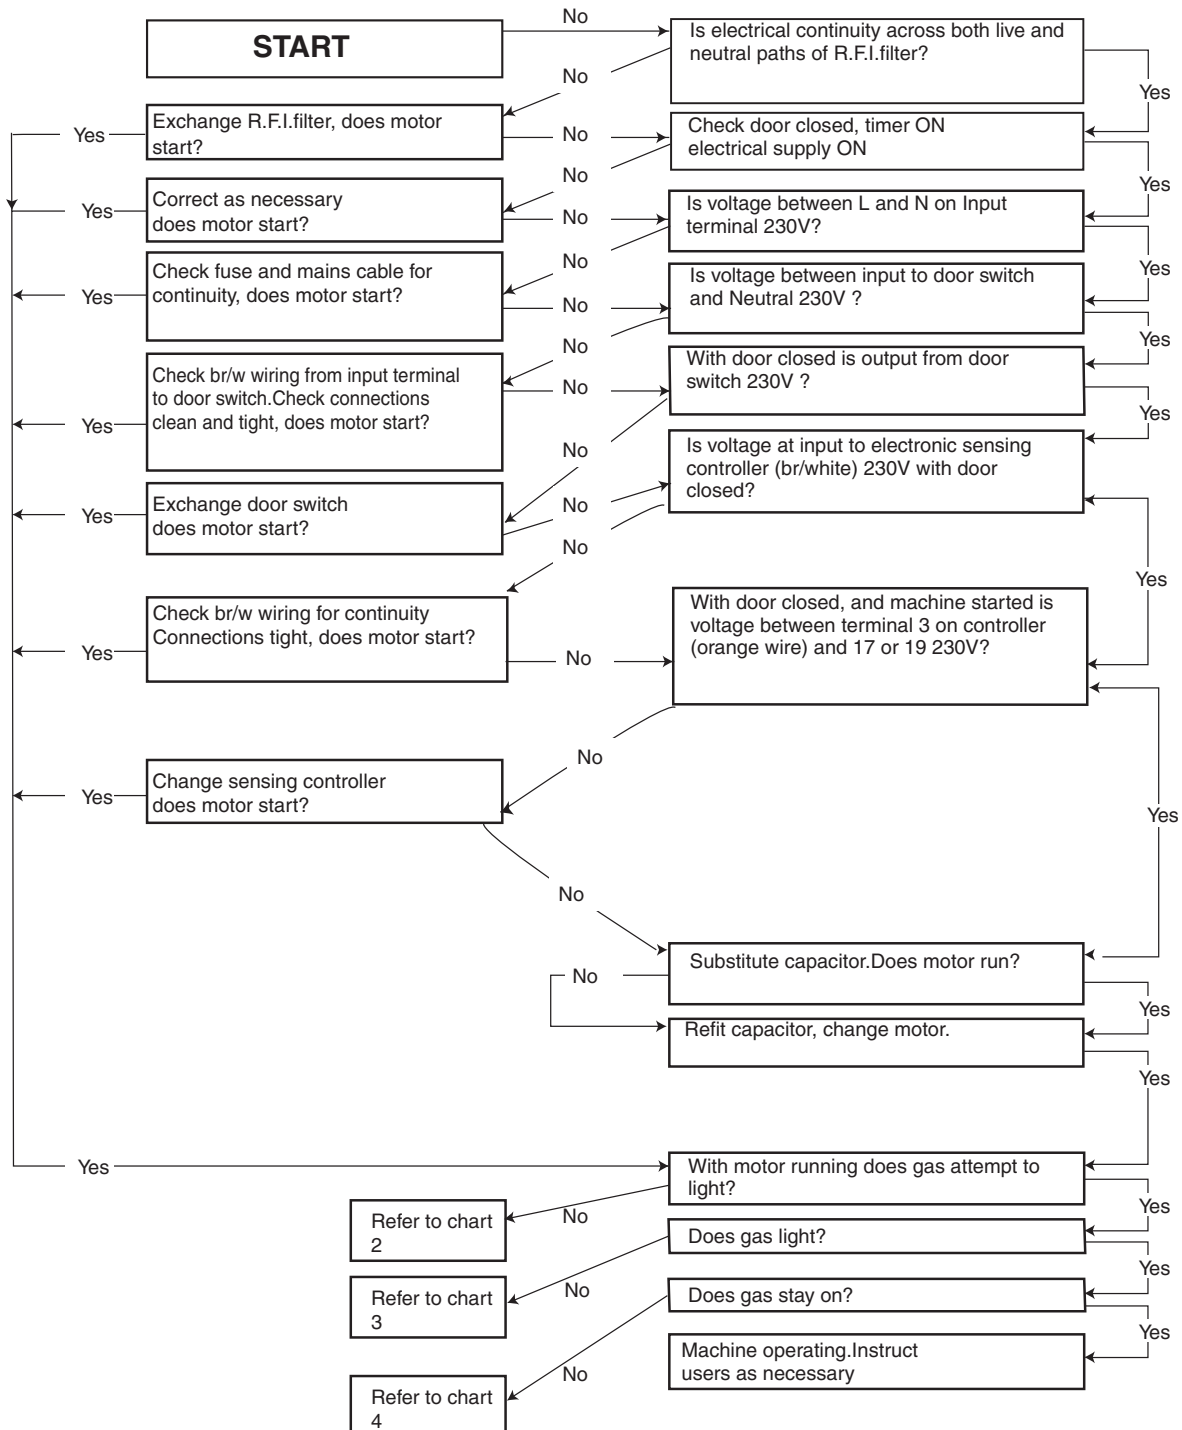 START
No
Is electrical continuity across both live and
neutral paths of R.F.I.filter?
No
Yes
Yes
Exchange R.F.I.filter, does motor
start?
No
Check door closed, timer ON
electrical supply ON
No
Yes
Yes
Correct as necessary
does motor start?
No
Is voltage between L and N on Input
terminal 230V?
No
Yes
Yes
Check fuse and mains cable for
continuity, does motor start?
No
Is voltage between input to door switch
and Neutral 230V ?
No
Yes
Yes
Check br/w wiring from input terminal
to door switch.Check connections
clean and tight, does motor start?
No
With door closed is output from door
switch 230V ?
No
Yes
Yes
Exchange door switch
does motor start?
No
Is voltage at input to electronic sensing
controller (br/white) 230V with door
closed?
No
Yes
Yes
Check br/w wiring for continuity
Connections tight, does motor start?
No
With door closed, and machine started is
voltage between terminal 3 on controller
(orange wire) and 17 or 19 230V?
No
Yes
Yes
Change sensing controller
does motor start?
No
Substitute capacitor.Does motor run?
No
Yes
Refit capacitor, change motor.
Yes
Yes
With motor running does gas attempt to
light?
No
Yes
Refer to chart
2
Does gas light?
No
Yes
Refer to chart
3
Does gas stay on?
No
Yes
Refer to chart
4
Machine operating.Instruct
users as necessary